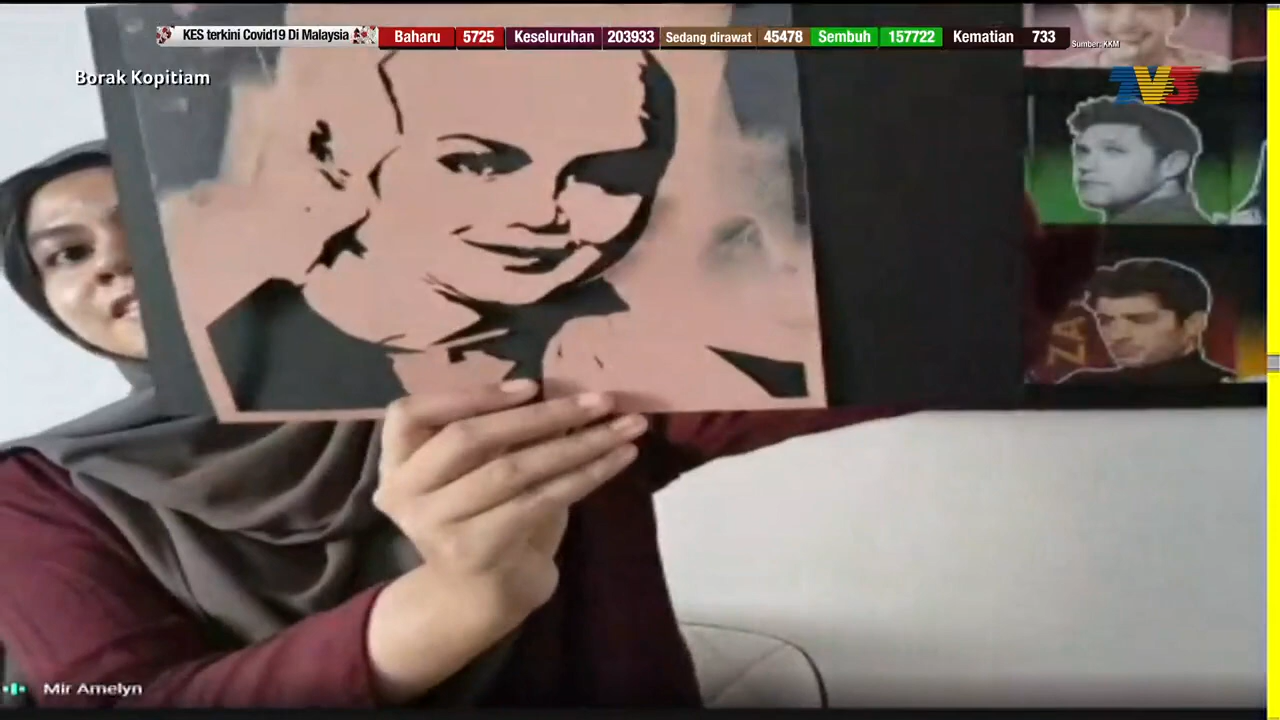 KES terkini Covid19 Di Malaysia Baharu 5725 Keseluruhan 203933 Sedang dirawat 45478 Sembuh 157722 Kematian 733
Sumber: KKM
Borak Kopitiam
TV3
ZA
Mir Amelyn